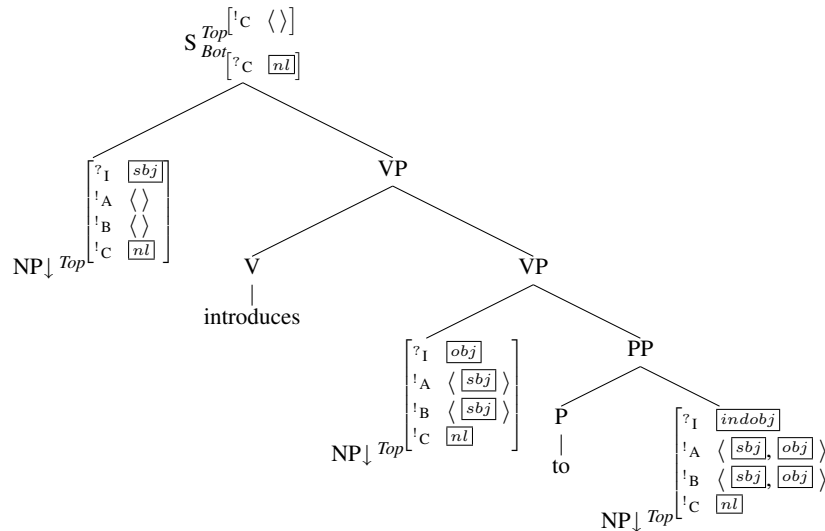 S Top [ !C ⟨ ⟩ ]
Bot [ ?C nl ]
NP↓ Top [ ?I sbj
!A ⟨ ⟩
!B ⟨ ⟩
!C nl ]
VP
V
introduces
VP
NP↓ Top [ ?I obj
!A ⟨ sbj ⟩
!B ⟨ sbj ⟩
!C nl ]
PP
P
to
NP↓ Top [ ?I indobj
!A ⟨ sbj, obj ⟩
!B ⟨ sbj, obj ⟩
!C nl